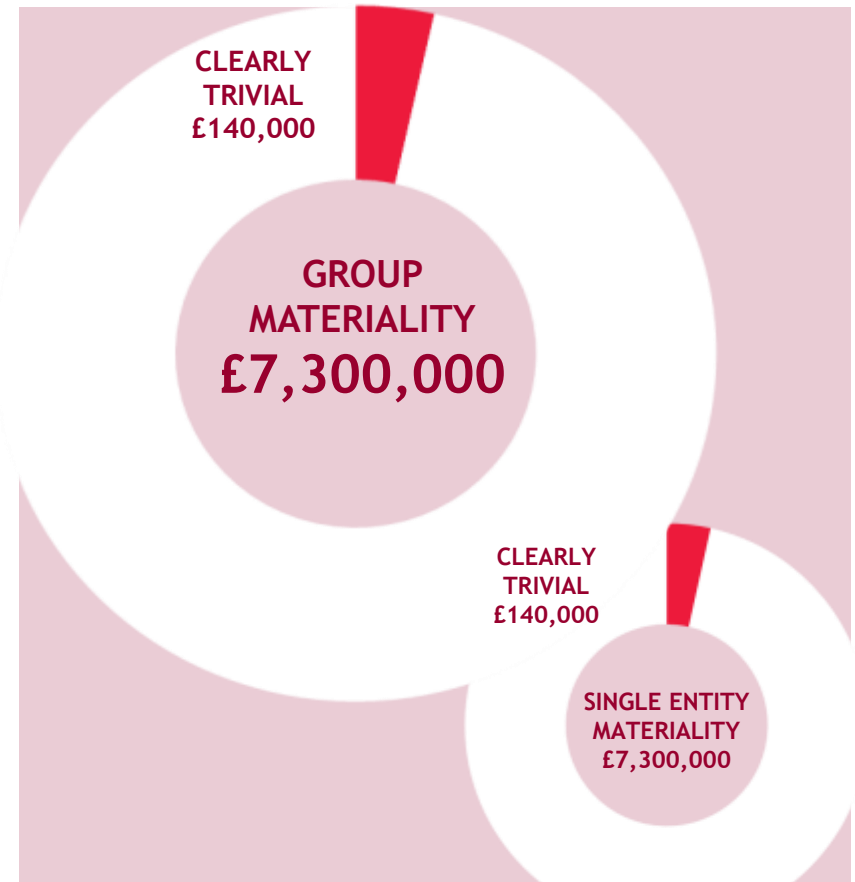 CLEARLY
TRIVIAL
£140,000
GROUP
MATERIALITY
£7,300,000
CLEARLY
TRIVIAL
£140,000
SINGLE ENTITY
MATERIALITY
£7,300,000